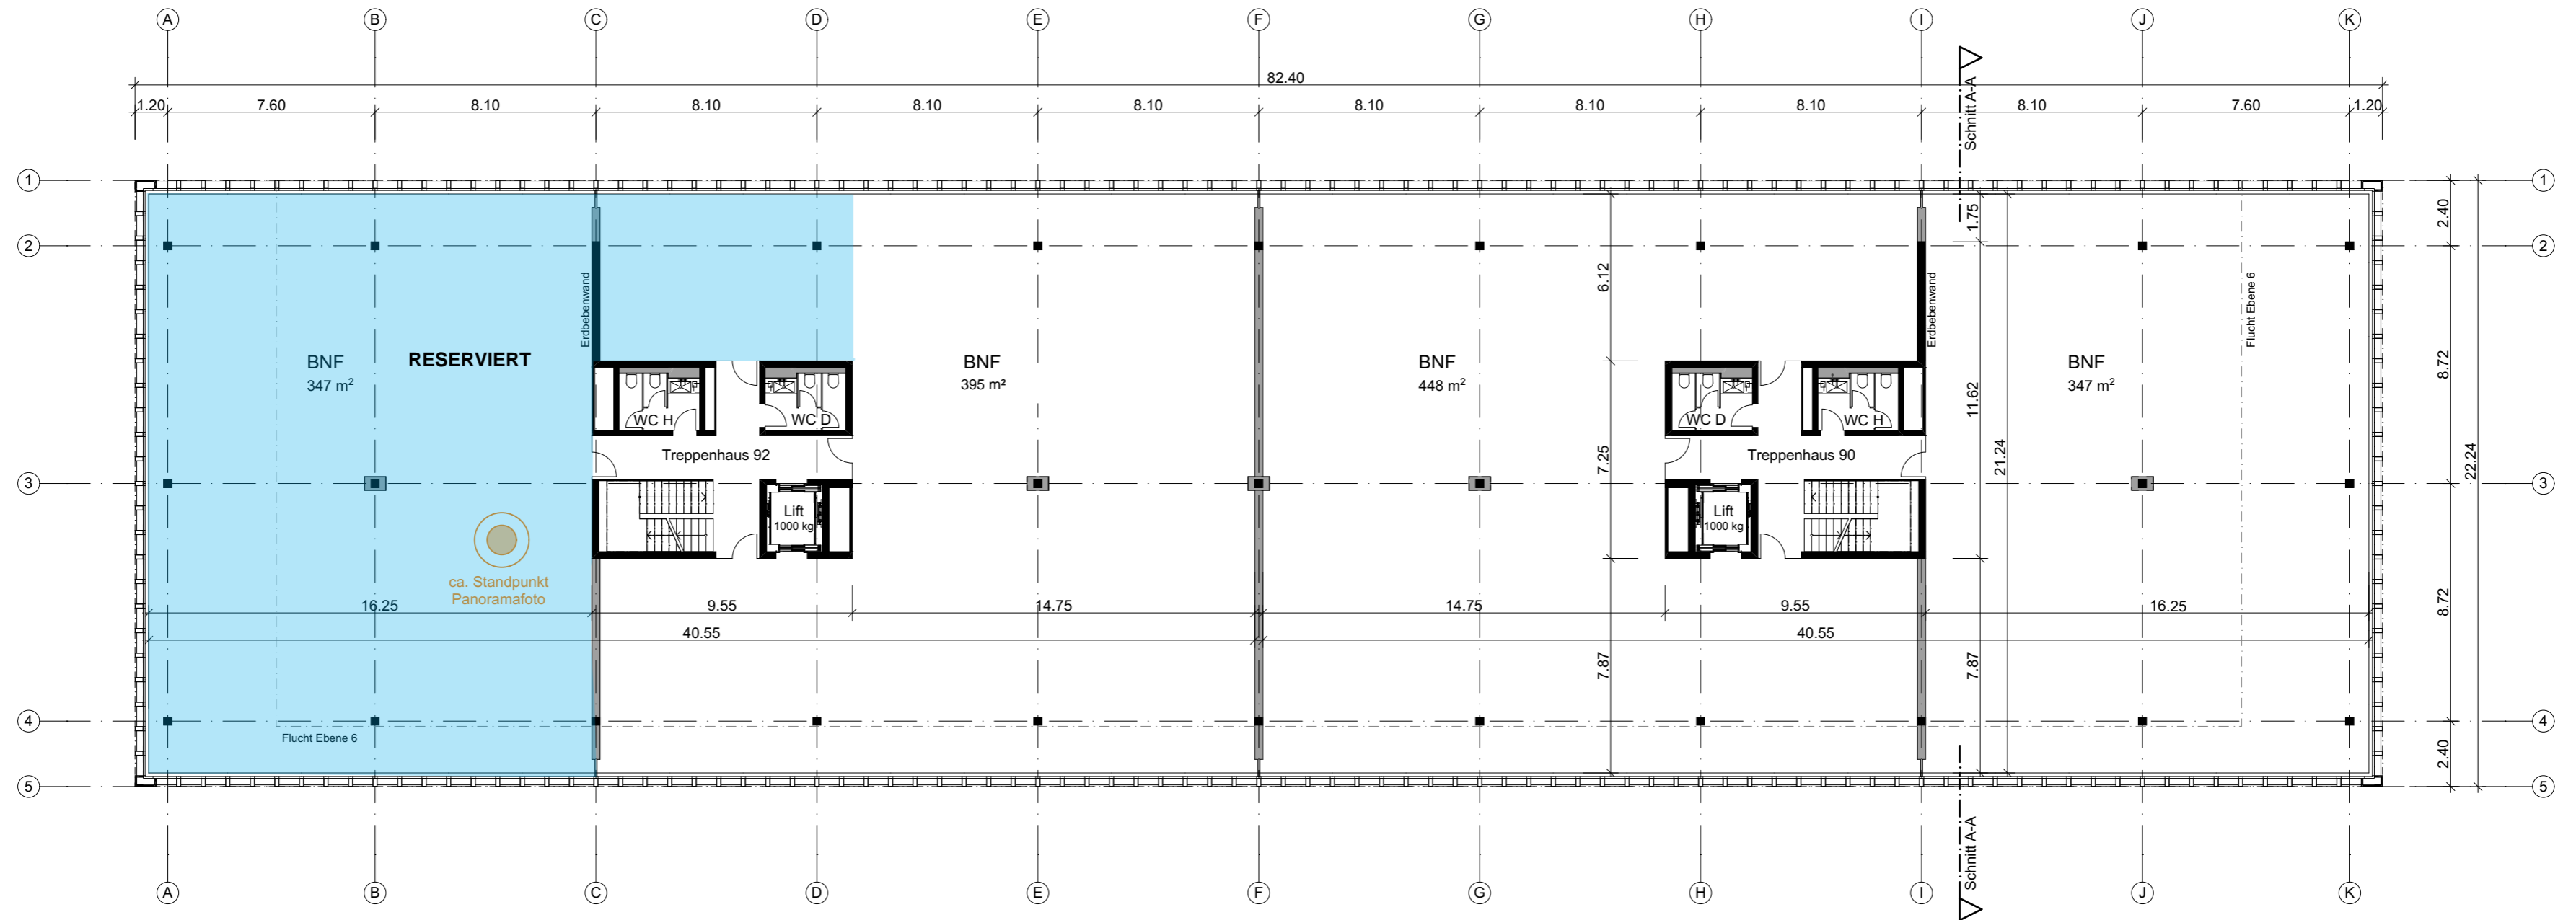 A B C D E F G H I J K
82.40
1.20 7.60 8.10 8.10 8.10 8.10 8.10 8.10 8.10 8.10 7.60 1.20
Schnitt A-A
1 1
1.75 2.40
2 2
6.12
Erdbebenwand Erdbebenwand
Flucht Ebene 6
BNF RESERVIERT BNF BNF BNF
347 m² 395 m² 448 m² 347 m²
8.72
11.62
WC H WC D WC D WC H
Treppenhaus 92 Treppenhaus 90
7.25 21.24 22.24
3 3
Lift Lift
1000 kg 1000 kg
ca. Standpunkt
Panoramafoto
16.25 9.55 14.75 14.75 9.55 16.25
8.72
40.55 40.55
7.87 7.87
4 4
Flucht Ebene 6
2.40
5 5
Schnitt A-A
A B C D E F G H I J K